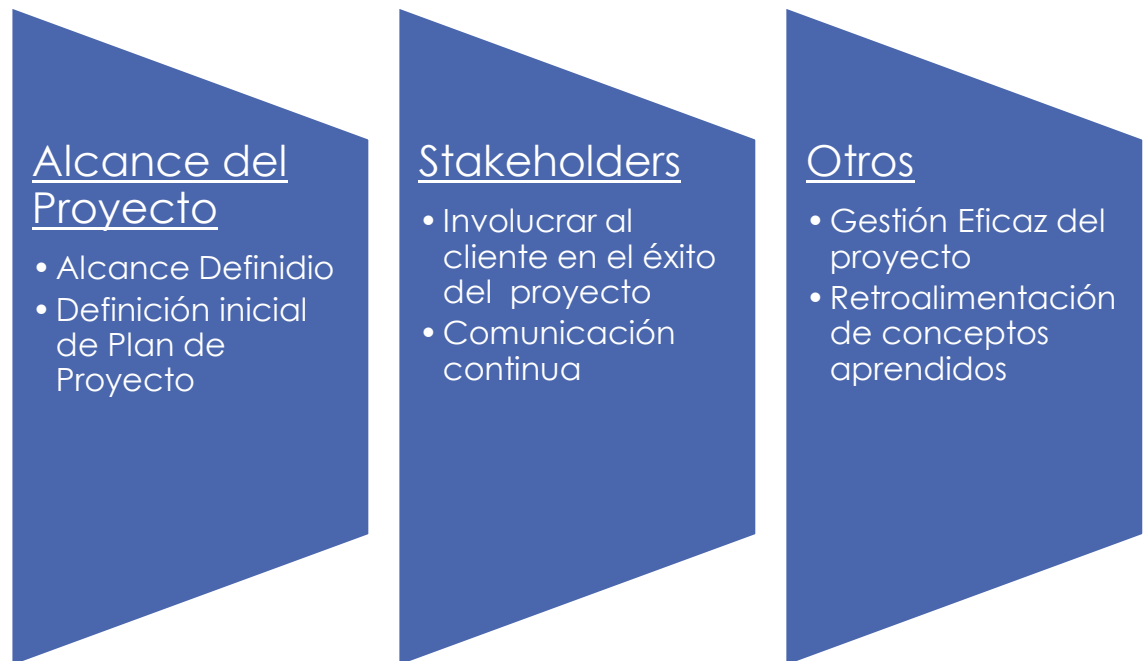 Alcance del
Proyecto
• Alcance Definidio
• Definición inicial
de Plan de
Proyecto
Stakeholders
• Involucrar al
cliente en el éxito
del proyecto
• Comunicación
continua
Otros
• Gestión Eficaz del
proyecto
• Retroalimentación
de conceptos
aprendidos